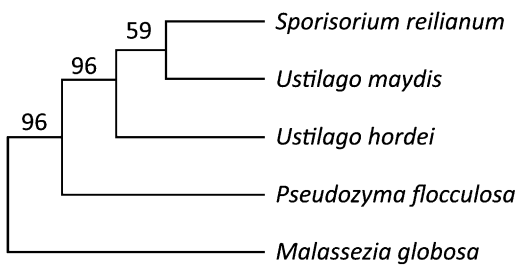 Sporisorium reilianum
59
Ustilago maydis
96
Ustilago hordei
96
Pseudozyma flocculosa
Malassezia globosa